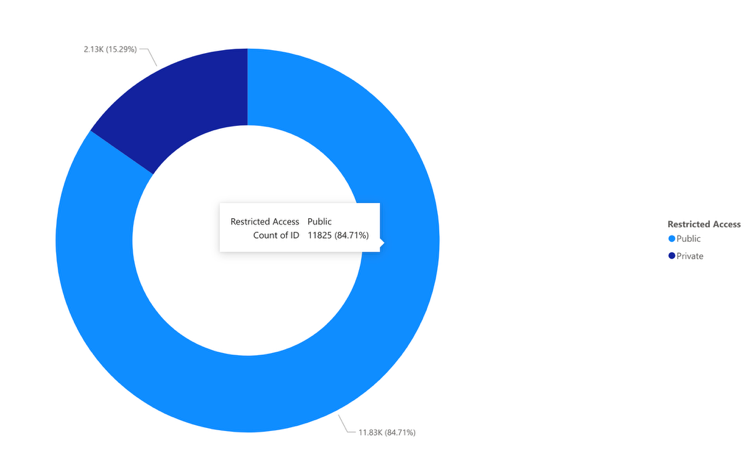 2.13K (15.29%)
Restricted Access Public
Count of ID 11825 (84.71%)
Restricted Access
Public
Private
11.83K (84.71%)